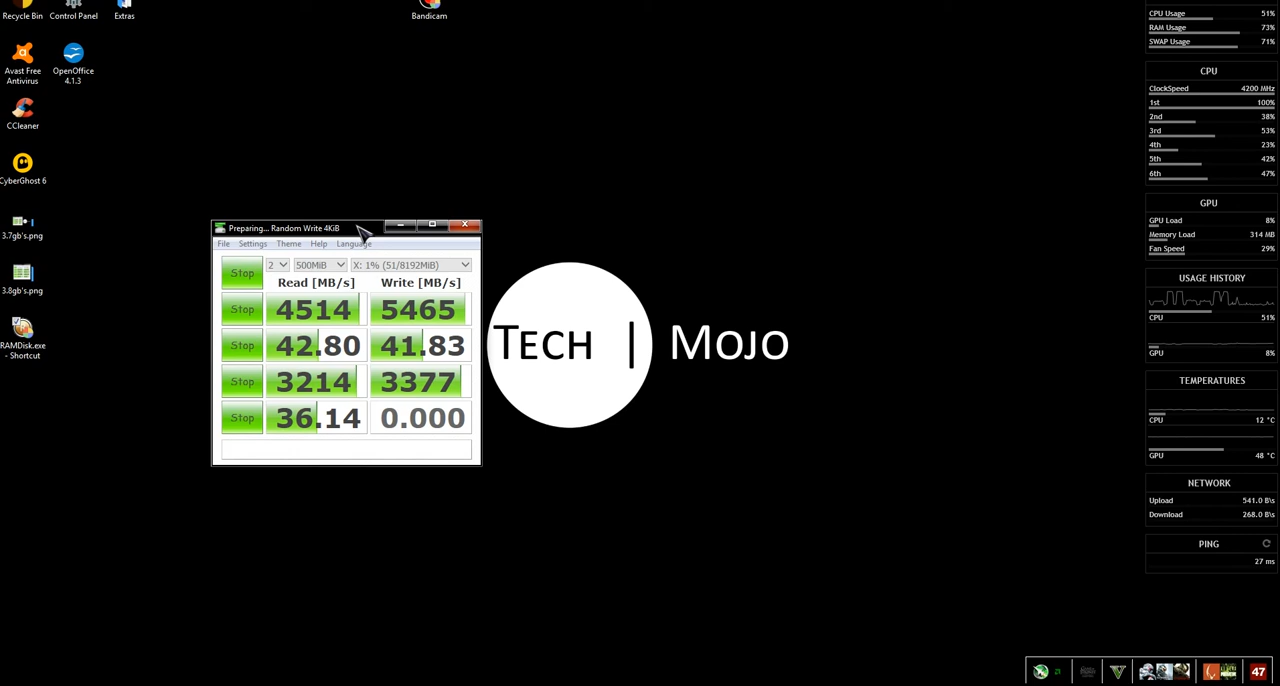 Recycle Bin
Control Panel
Extras
Bandicam
Avast Free
Antivirus
OpenOffice
4.1.3
CCleaner
CyberGhost 6
3.7gb's.png
3.8gb's.png
RAMDisk.exe
- Shortcut
Preparing... Random Write 4KiB
File Settings Theme Help Language
Stop 2 500MiB X: 1% (51/8192MiB)
Read [MB/s] Write [MB/s]
Stop 4514 5465
Stop 42.80 41.83
Stop 3214 3377
Stop 36.14 0.000
TECH | MOJO
CPU Usage 51%
RAM Usage 73%
SWAP Usage 71%
CPU
ClockSpeed 4200 MHz
1st 100%
2nd 38%
3rd 53%
4th 23%
5th 42%
6th 47%
GPU
GPU Load 8%
Memory Load 314 MB
Fan Speed 29%
USAGE HISTORY
CPU 51%
GPU 8%
TEMPERATURES
CPU 12 °C
GPU 48 °C
NETWORK
Upload 541.0 B\s
Download 268.0 B\s
PING
27 ms
47